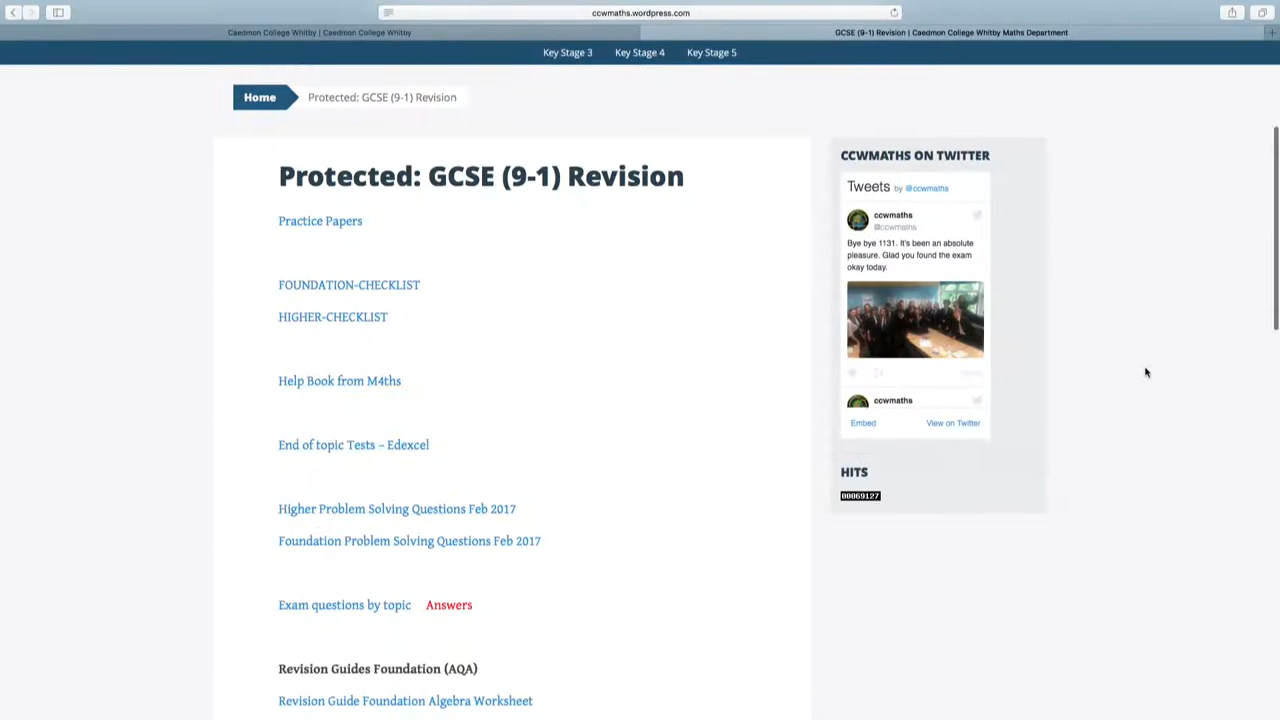 ccwmaths.wordpress.com
Caedmon College Whitby | Caedmon College Whitby
GCSE (9-1) Revision | Caedmon College Whitby Maths Department
Key Stage 3 Key Stage 4 Key Stage 5
Home Protected: GCSE (9-1) Revision
Protected: GCSE (9-1) Revision
Practice Papers
FOUNDATION-CHECKLIST
HIGHER-CHECKLIST
Help Book from M4ths
End of topic Tests – Edexcel
Higher Problem Solving Questions Feb 2017
Foundation Problem Solving Questions Feb 2017
Exam questions by topic Answers
Revision Guides Foundation (AQA)
Revision Guide Foundation Algebra Worksheet
CCWMATHS ON TWITTER
Tweets by @ccwmaths
ccwmaths
@ccwmaths
Bye bye 1131. It's been an absolute
pleasure. Glad you found the exam
okay today.
ccwmaths
Embed View on Twitter
HITS
00069127